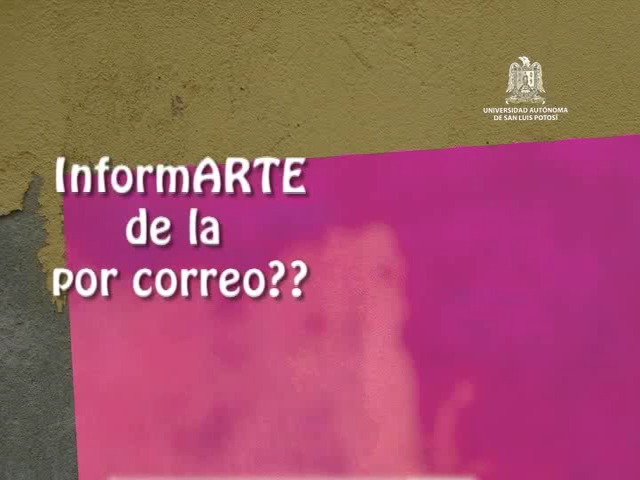 UNIVERSIDAD AUTÓNOMA
DE SAN LUIS POTOSÍ
InformARTE
de la
por correo??